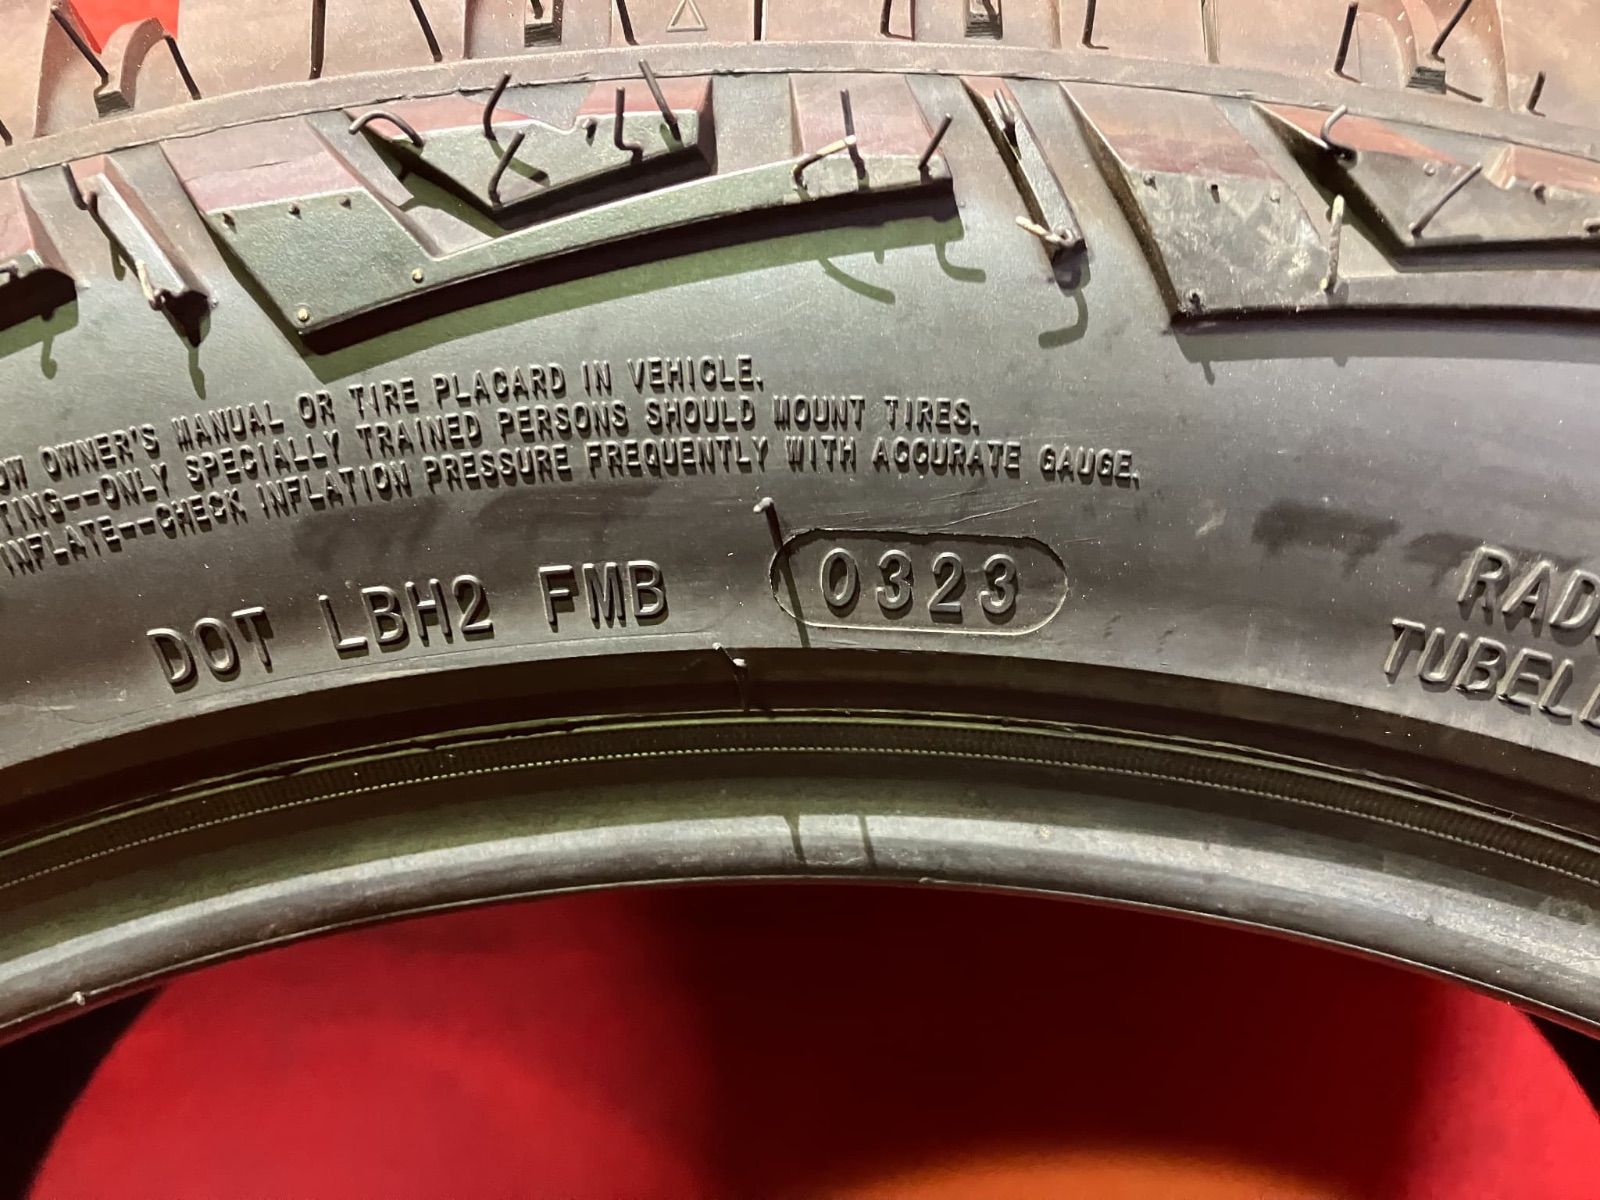 OWNER'S MANUAL OR TIRE PLACARD IN VEHICLE.
ONLY SPECIALLY TRAINED PERSONS SHOULD MOUNT TIRES.
INFLATE--CHECK INFLATION PRESSURE FREQUENTLY WITH ACCURATE GAUGE.
DOT LBH2 FMB 0323